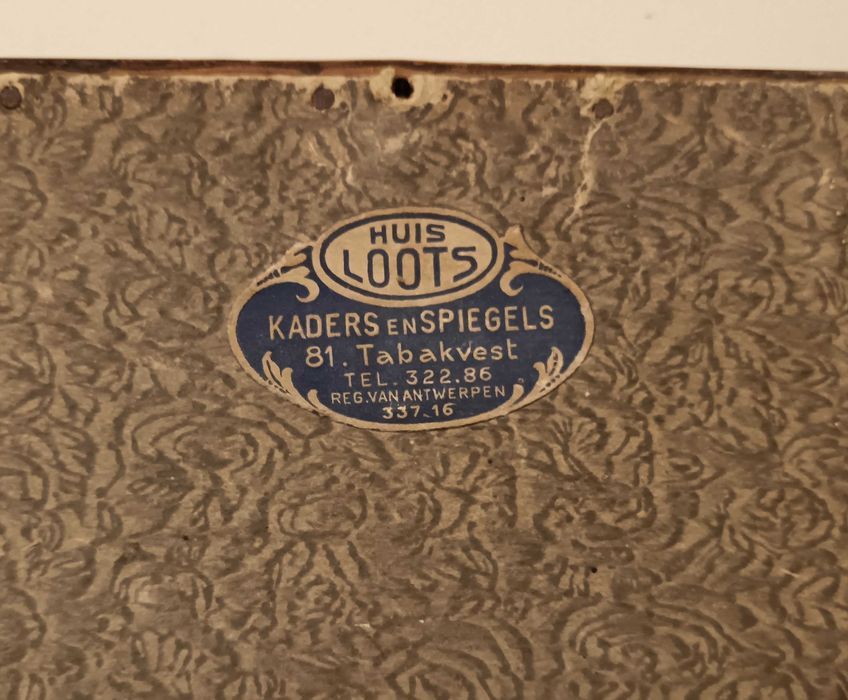 HUIS
LOOTS
KADERS EN SPIEGELS
81. Tabakvest
TEL. 322.86
REG. VAN ANTWERPEN
337.16